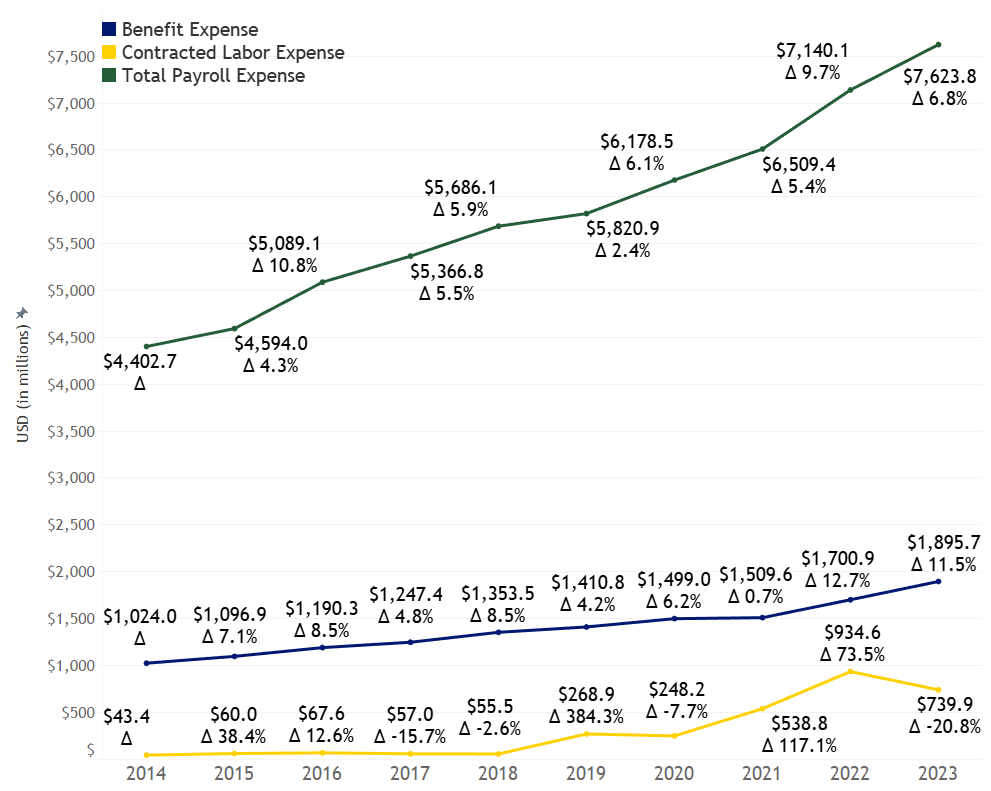 Benefit Expense
Contracted Labor Expense
Total Payroll Expense
USD (in millions)
$7,500
$7,000
$6,500
$6,000
$5,500
$5,000
$4,500
$4,000
$3,500
$3,000
$2,500
$2,000
$1,500
$1,000
$500
$
$4,402.7
Δ
$4,594.0
Δ 4.3%
$5,089.1
Δ 10.8%
$5,366.8
Δ 5.5%
$5,686.1
Δ 5.9%
$5,820.9
Δ 2.4%
$6,178.5
Δ 6.1%
$6,509.4
Δ 5.4%
$7,140.1
Δ 9.7%
$7,623.8
Δ 6.8%
$1,024.0
Δ
$1,096.9
Δ 7.1%
$1,190.3
Δ 8.5%
$1,247.4
Δ 4.8%
$1,353.5
Δ 8.5%
$1,410.8
Δ 4.2%
$1,499.0
Δ 6.2%
$1,509.6
Δ 0.7%
$1,700.9
Δ 12.7%
$1,895.7
Δ 11.5%
$43.4
Δ
$60.0
Δ 38.4%
$67.6
Δ 12.6%
$57.0
Δ -15.7%
$55.5
Δ -2.6%
$268.9
Δ 384.3%
$248.2
Δ -7.7%
$538.8
Δ 117.1%
$934.6
Δ 73.5%
$739.9
Δ -20.8%
2014 2015 2016 2017 2018 2019 2020 2021 2022 2023